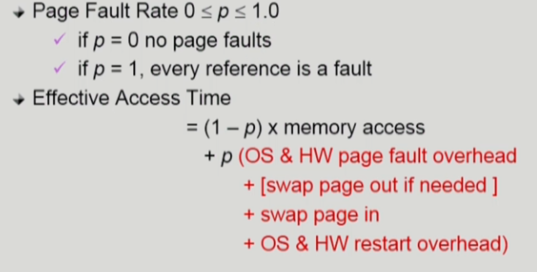 Page Fault Rate 0 ≤ p ≤ 1.0
if p = 0 no page faults
if p = 1, every reference is a fault
Effective Access Time
= (1 – p) x memory access
+ p (OS & HW page fault overhead
+ [swap page out if needed ]
+ swap page in
+ OS & HW restart overhead)